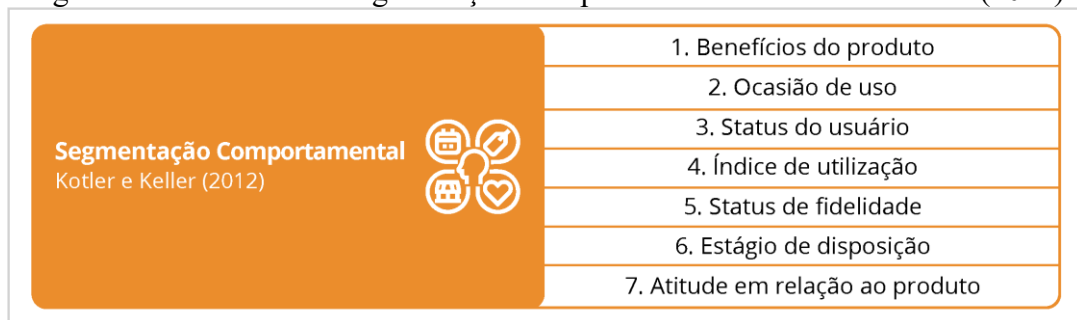 Segmentação Comportamental
Kotler e Keller (2012)
1. Benefícios do produto
2. Ocasião de uso
3. Status do usuário
4. Índice de utilização
5. Status de fidelidade
6. Estágio de disposição
7. Atitude em relação ao produto